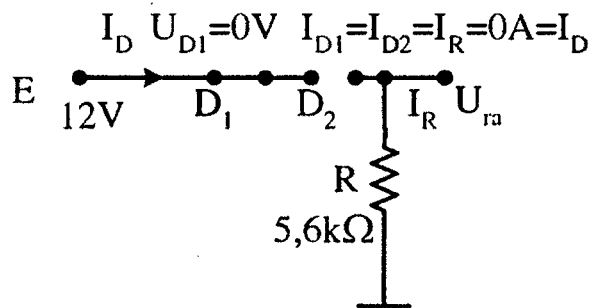 I_D U_D1=0V I_D1=I_D2=I_R=0A=I_D
E
12V D_1 D_2 I_R U_ra
R
5,6kΩ